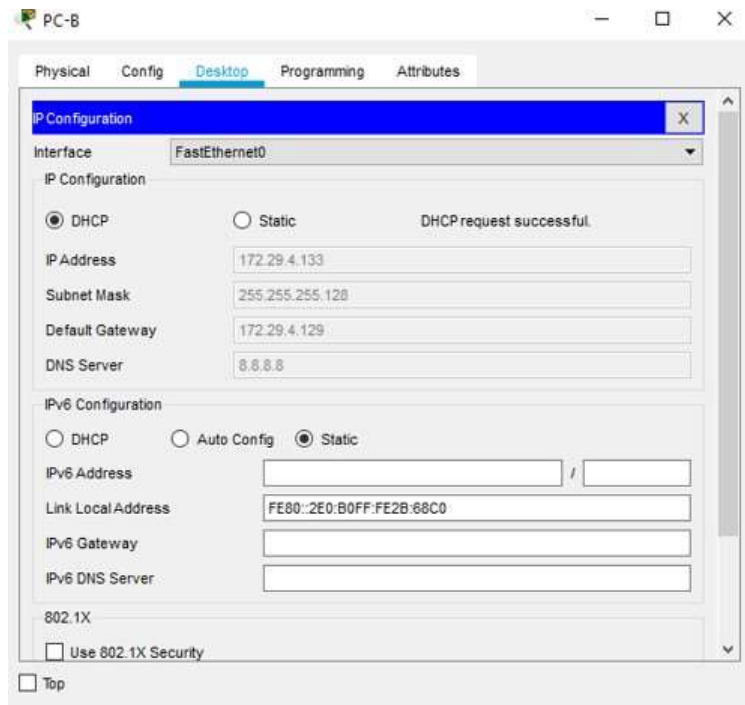 PC-B
Physical Config Desktop Programming Attributes
IP Configuration X
Interface FastEthernet0
IP Configuration
DHCP Static DHCP request successful.
IP Address 172.29.4.133
Subnet Mask 255.255.255.128
Default Gateway 172.29.4.129
DNS Server 8.8.8.8
IPv6 Configuration
DHCP Auto Config Static
IPv6 Address /
Link Local Address FE80::2E0:B0FF:FE2B:68C0
IPv6 Gateway
IPv6 DNS Server
802.1X
Use 802.1X Security
Top